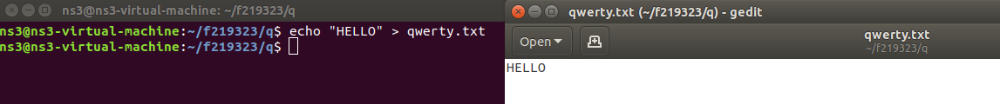 ns3@ns3-virtual-machine: ~/f219323/q
ns3@ns3-virtual-machine:~/f219323/q$ echo "HELLO" > qwerty.txt
ns3@ns3-virtual-machine:~/f219323/q$
qwerty.txt (~/f219323/q) - gedit
Open
qwerty.txt
~/f219323/q
HELLO